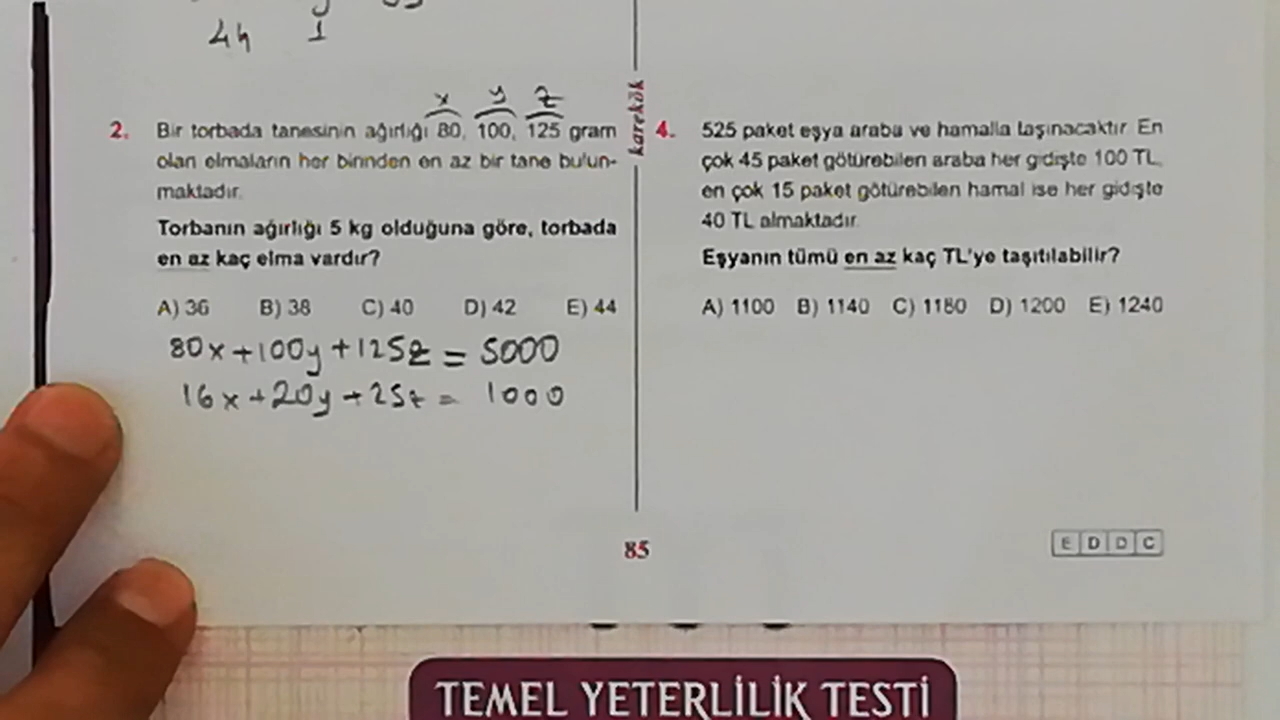 4h 1
x y z
2. Bir torbada tanesinin ağırlığı 80, 100, 125 gram
olan elmaların her birinden en az bir tane bulun-
maktadır.
Torbanın ağırlığı 5 kg olduğuna göre, torbada
en az kaç elma vardır?
A) 36 B) 38 C) 40 D) 42 E) 44
80x+100y+125z = 5000
16x+20y+25z = 1000
karekök
4. 525 paket eşya araba ve hamalla taşınacaktır. En
çok 45 paket götürebilen araba her gidişte 100 TL,
en çok 15 paket götürebilen hamal ise her gidişte
40 TL almaktadır.
Eşyanın tümü en az kaç TL'ye taşıtılabilir?
A) 1100 B) 1140 C) 1180 D) 1200 E) 1240
85
E D D C
TEMEL YETERLİLİK TESTİ